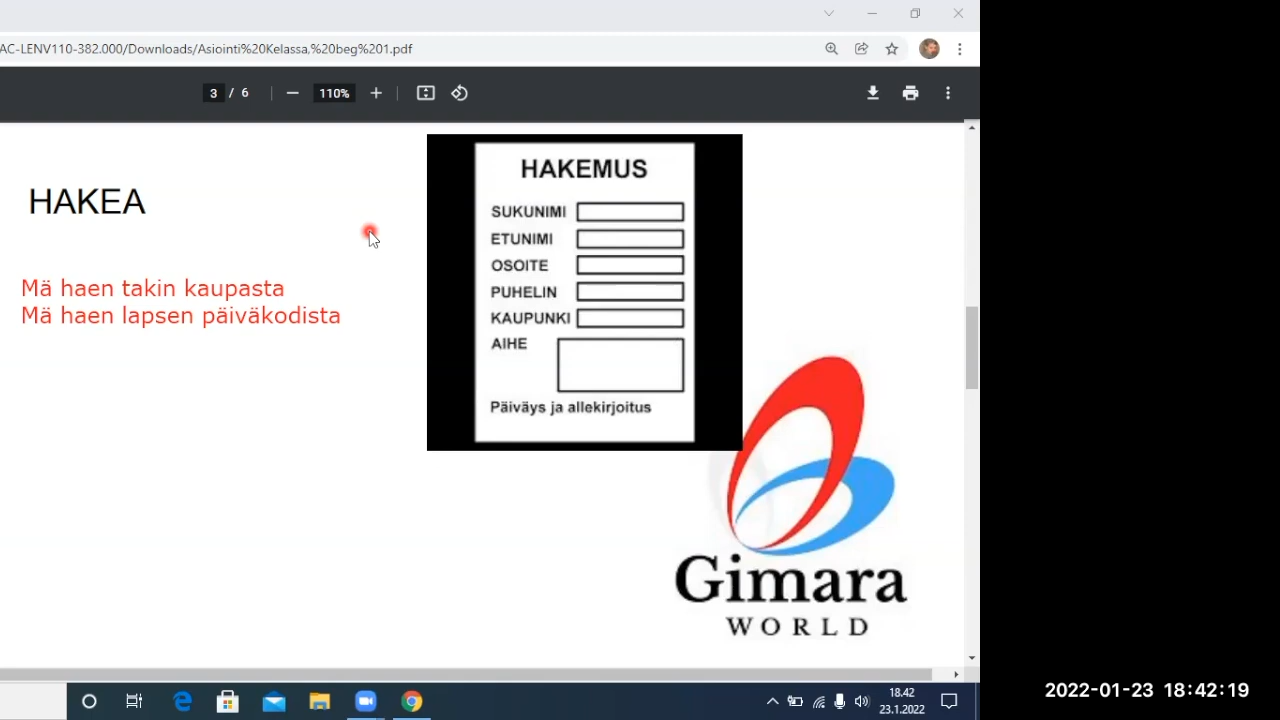 AC-LENV110-382.000/Downloads/Asiointi%20Kelassa,%20beg%201.pdf
3 / 6
110%
HAKEA
Mä haen takin kaupasta
Mä haen lapsen päiväkodista
HAKEMUS
SUKUNIMI
ETUNIMI
OSOITE
PUHELIN
KAUPUNKI
AIHE
Päiväys ja allekirjoitus
Gimara
WORLD
18.42
23.1.2022
2022-01-23 18:42:19